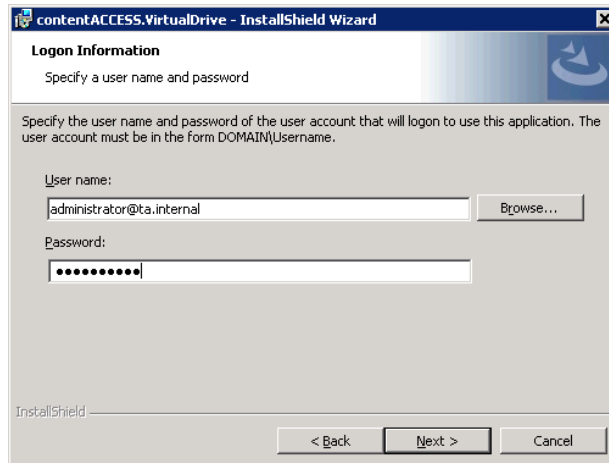 contentACCESS.VirtualDrive - InstallShield Wizard
Logon Information
Specify a user name and password
Specify the user name and password of the user account that will logon to use this application. The
user account must be in the form DOMAIN\Username.
User name:
administrator@ta.internal
Browse...
Password:
●●●●●●●●●●
InstallShield
< Back
Next >
Cancel